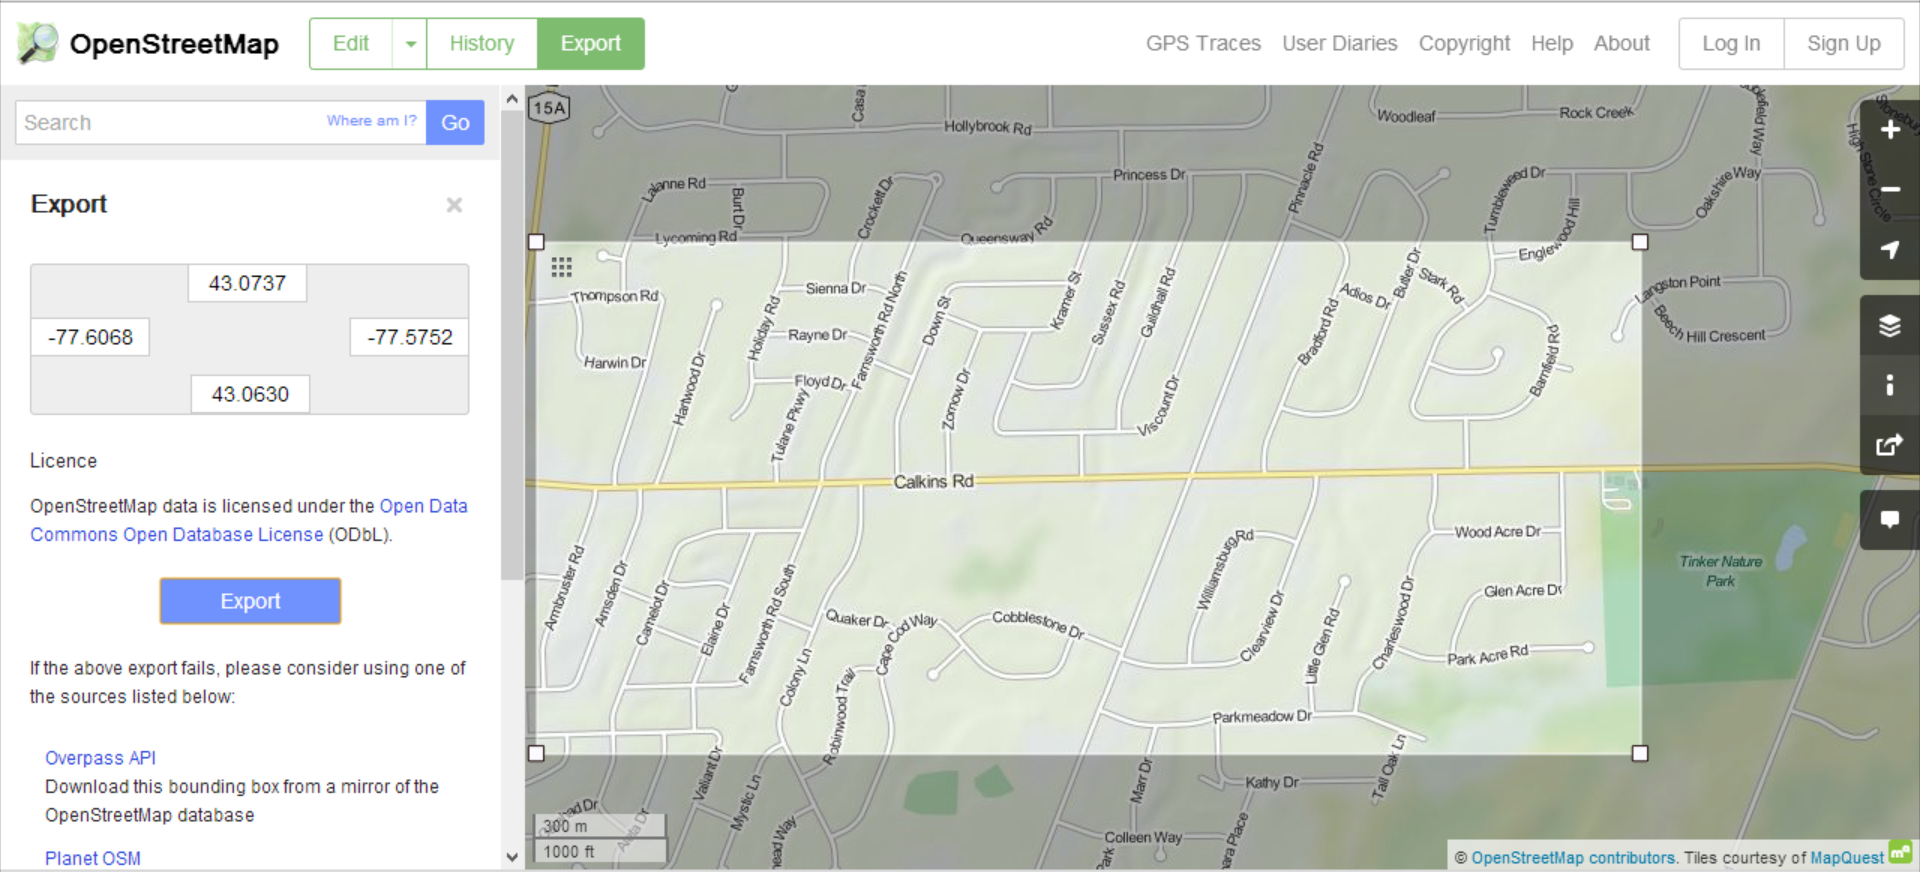 OpenStreetMap
Edit
History
Export
GPS Traces
User Diaries
Copyright
Help
About
Log In
Sign Up
Search
Where am I?
Go
Export
43.0737
-77.6068
-77.5752
43.0630
Licence
OpenStreetMap data is licensed under the Open Data
Commons Open Database License (ODbL).
Export
If the above export fails, please consider using one of
the sources listed below:
Overpass API
Download this bounding box from a mirror of the
OpenStreetMap database
Planet OSM
15A
Casa
Hollybrook Rd
Woodleaf
Rock Creek
Lalanne Rd
Burt Dr
Crockett Dr
Princess Dr
Pinnacle Rd
Tumbleweed Dr
Oakshire Way
High Stone Circle
Lycoming Rd
Queensway Rd
Englewood Hill
Thompson Rd
Sienna Dr
Holiday Rd
Farnsworth Rd North
Down St
Kramer St
Sussex Rd
Guildhall Rd
Bradford Rd
Adios Dr
Butler Dr
Stark Rd
Langston Point
Beech Hill Crescent
Harwin Dr
Hartwood Dr
Rayne Dr
Floyd Dr
Tulane Pkwy
Zornow Dr
Viscount Dr
Barnfield Rd
Calkins Rd
Armbruster Rd
Arnsden Dr
Camelot Dr
Elaine Dr
Farnsworth Rd South
Colony Ln
Quaker Dr
Cape Cod Way
Robinwood Trail
Cobblestone Dr
Williamsburg Rd
Clearview Dr
Little Glen Rd
Charleswood Dr
Wood Acre Dr
Glen Acre Dr
Park Acre Rd
Tinker Nature
Park
Parkmeadow Dr
Tall Oak Ln
Valiant Dr
Mystic Ln
Marr Dr
Kathy Dr
Colleen Way
Park
300 m
1000 ft
© OpenStreetMap contributors. Tiles courtesy of MapQuest